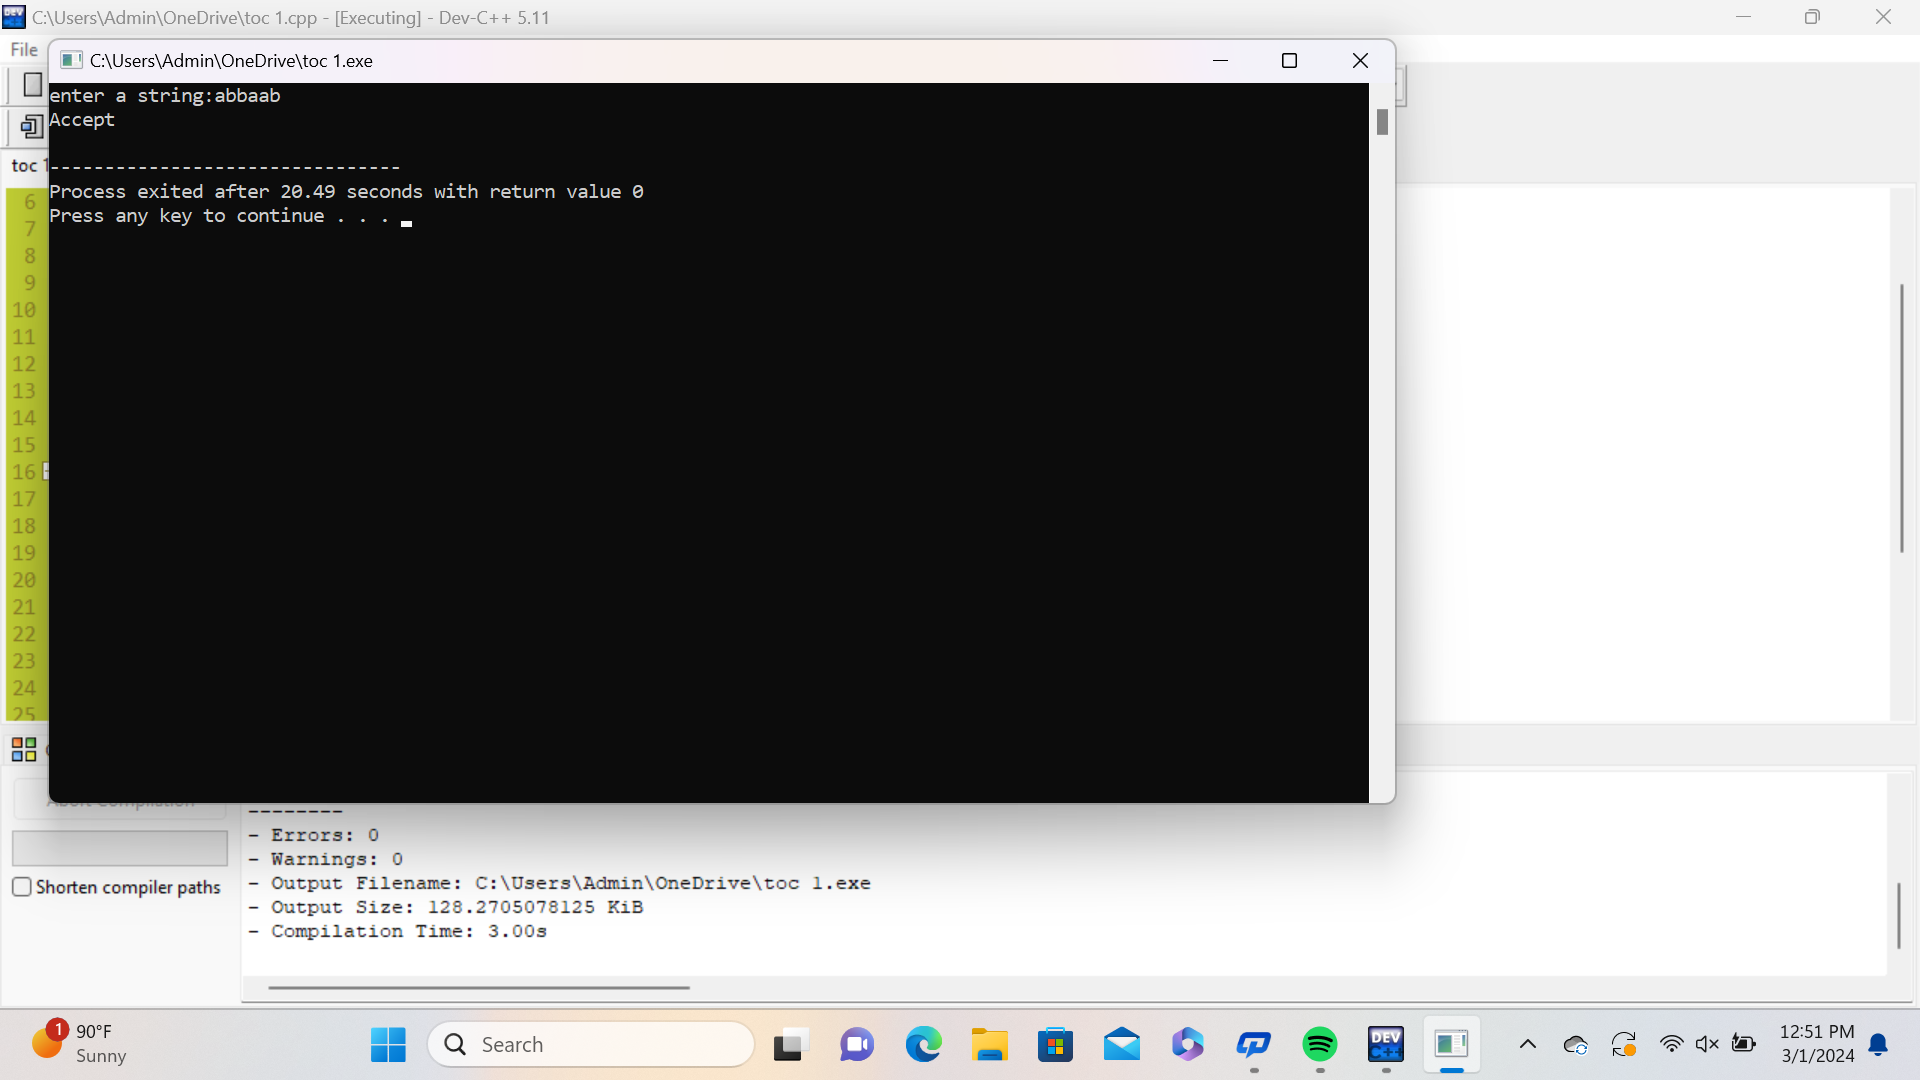 C:\Users\Admin\OneDrive\toc 1.cpp - [Executing] - Dev-C++ 5.11
File
C:\Users\Admin\OneDrive\toc 1.exe
enter a string:abbaab
Accept
--------------------------------
Process exited after 20.49 seconds with return value 0
Press any key to continue . . .
toc 1
6
7
8
9
10
11
12
13
14
15
16
17
18
19
20
21
22
23
24
25
Abort Compilation
Shorten compiler paths
--------
- Errors: 0
- Warnings: 0
- Output Filename: C:\Users\Admin\OneDrive\toc 1.exe
- Output Size: 128.2705078125 KiB
- Compilation Time: 3.00s
1
90°F
Sunny
Search
DEV
C++
12:51 PM
3/1/2024